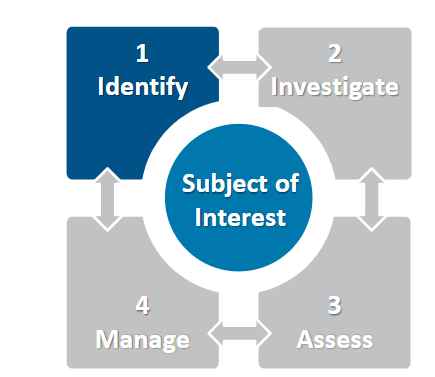 1
Identify
2
Investigate
Subject of
Interest
4
Manage
3
Assess